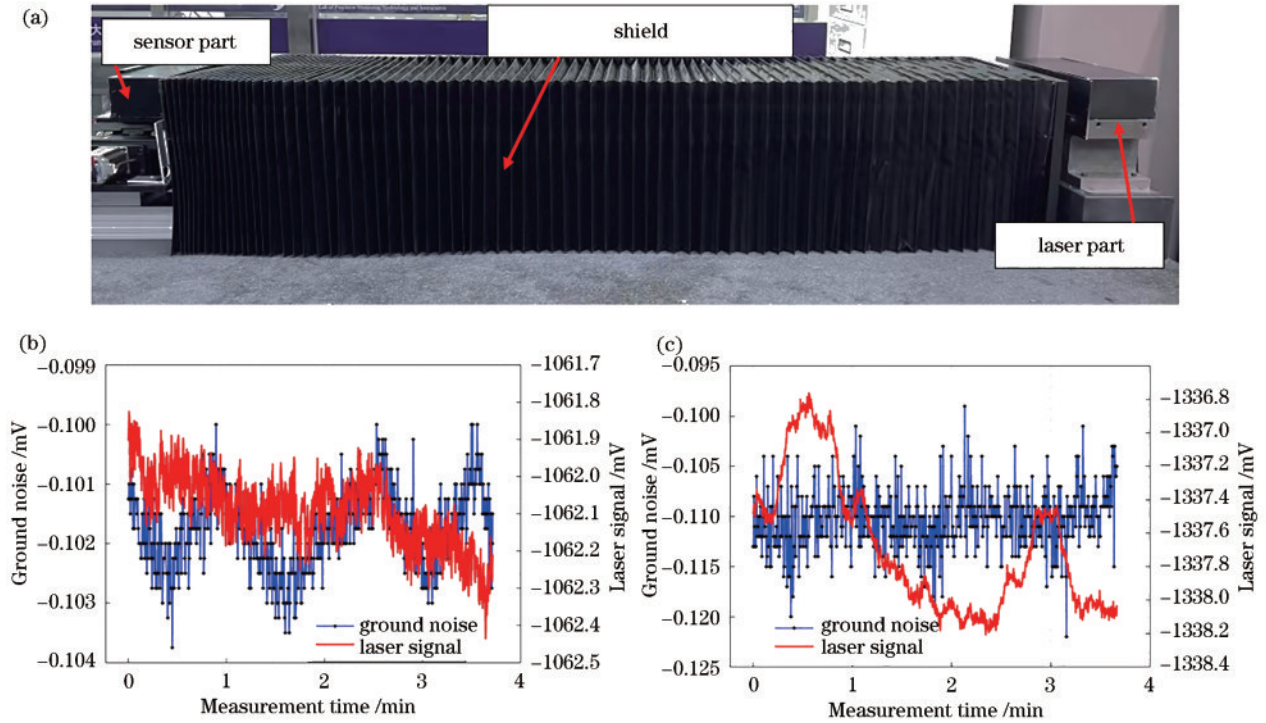 (a)
sensor part
shield
laser part
(b)
−0.099
−0.100
−0.101
−0.102
−0.103
−0.104
Ground noise /mV
−1061.7
−1061.8
−1061.9
−1062.0
−1062.1
−1062.2
−1062.3
−1062.4
−1062.5
Laser signal/mV
ground noise
laser signal
0 1 2 3 4
Measurement time /min
(c)
−0.095
−0.100
−0.105
−0.110
−0.115
−0.120
−0.125
Ground noise /mV
−1336.8
−1337.0
−1337.2
−1337.4
−1337.6
−1337.8
−1338.0
−1338.2
−1338.4
Laser signal/mV
ground noise
laser signal
0 1 2 3 4
Measurement time /min